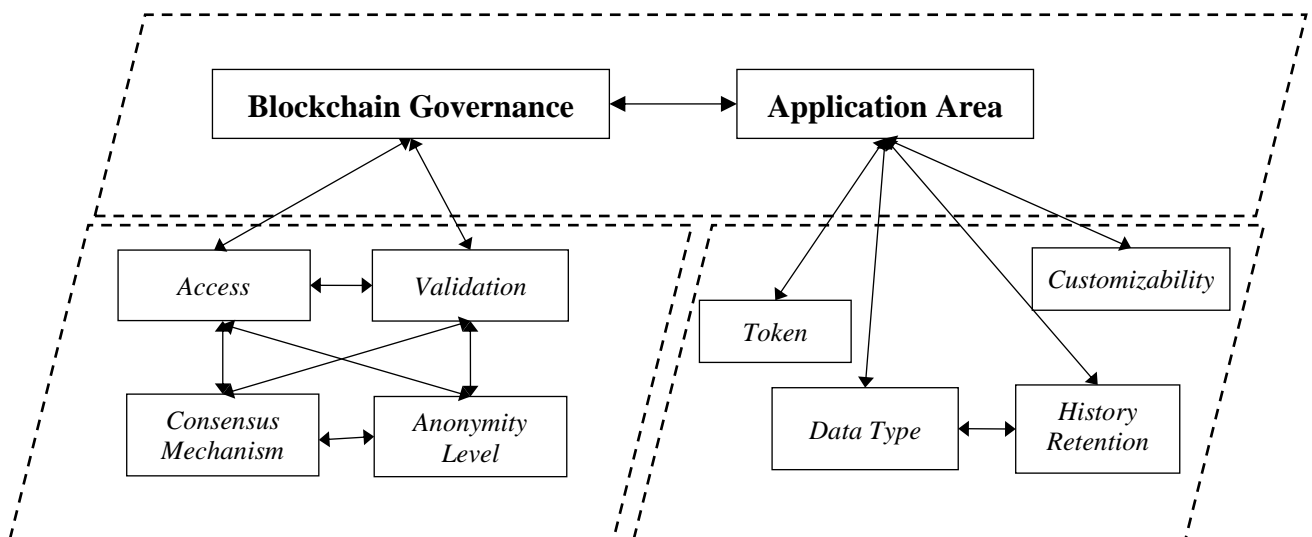 Blockchain Governance
Application Area
Access
Validation
Customizability
Token
Consensus
Mechanism
Anonymity
Level
Data Type
History
Retention